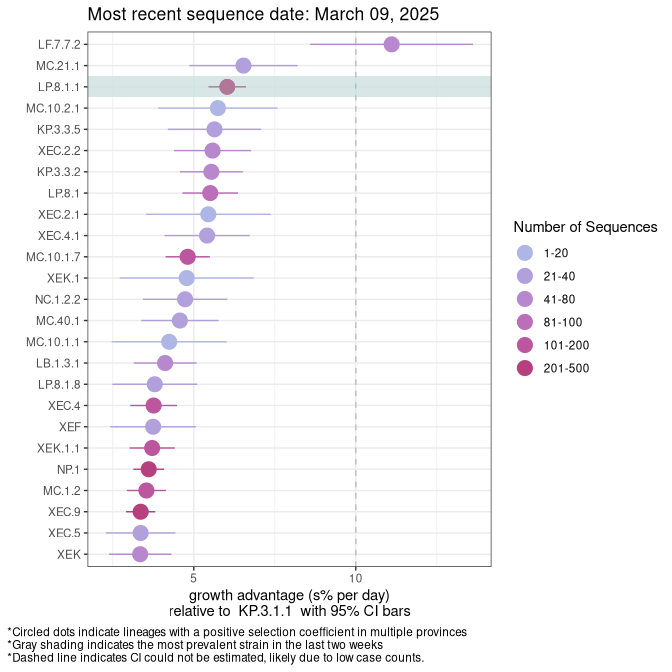 Most recent sequence date: March 09, 2025
LF.7.7.2
MC.21.1
LP.8.1.1
MC.10.2.1
KP.3.3.5
XEC.2.2
KP.3.3.2
LP.8.1
XEC.2.1
XEC.4.1
MC.10.1.7
XEK.1
NC.1.2.2
MC.40.1
MC.10.1.1
LB.1.3.1
LP.8.1.8
XEC.4
XEF
XEK.1.1
NP.1
MC.1.2
XEC.9
XEC.5
XEK
5
10
growth advantage (s% per day)
relative to KP.3.1.1 with 95% CI bars
Number of Sequences
1-20
21-40
41-80
81-100
101-200
201-500
*Circled dots indicate lineages with a positive selection coefficient in multiple provinces
*Gray shading indicates the most prevalent strain in the last two weeks
*Dashed line indicates CI could not be estimated, likely due to low case counts.